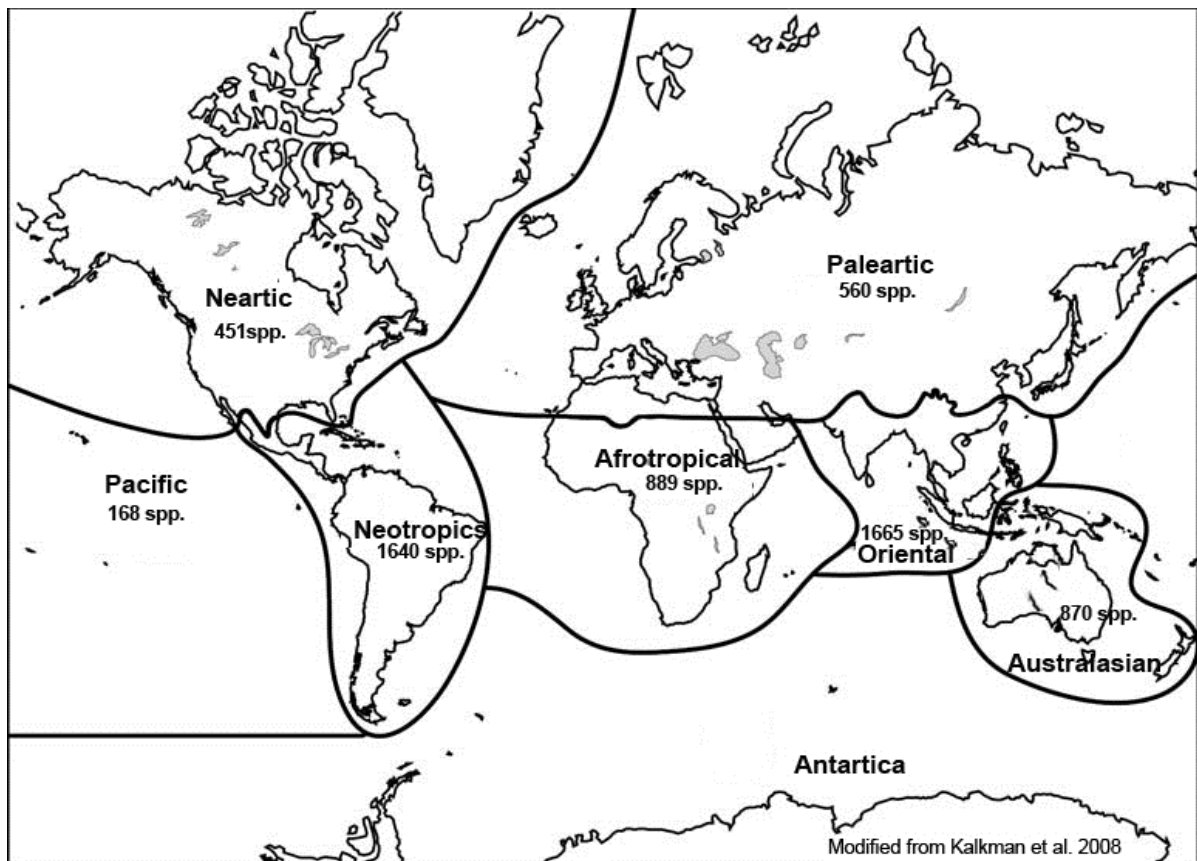 Neartic
451spp.
Paleartic
560 spp.
Pacific
168 spp.
Neotropics
1640 spp.
Afrotropical
889 spp.
1665 spp
Oriental
870 spp.
Australasian
Antartica
Modified from Kalkman et al. 2008